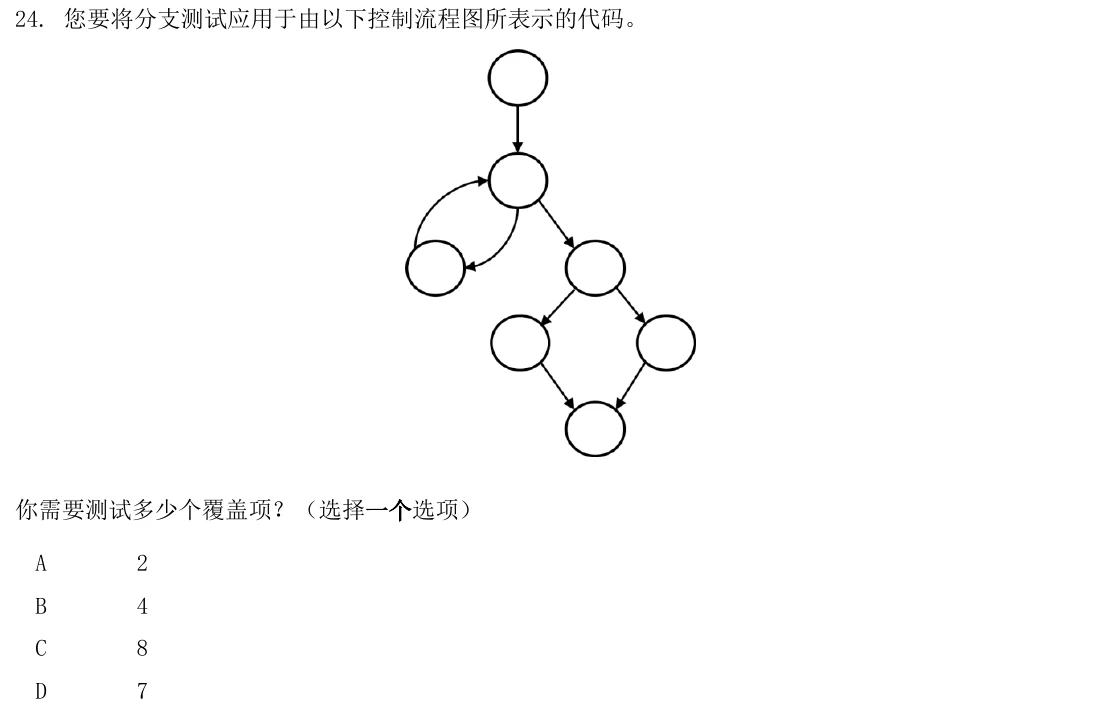 24. 您要将分支测试应用于由以下控制流程图所表示的代码。
你需要测试多少个覆盖项？（选择一个选项）
A 2
B 4
C 8
D 7